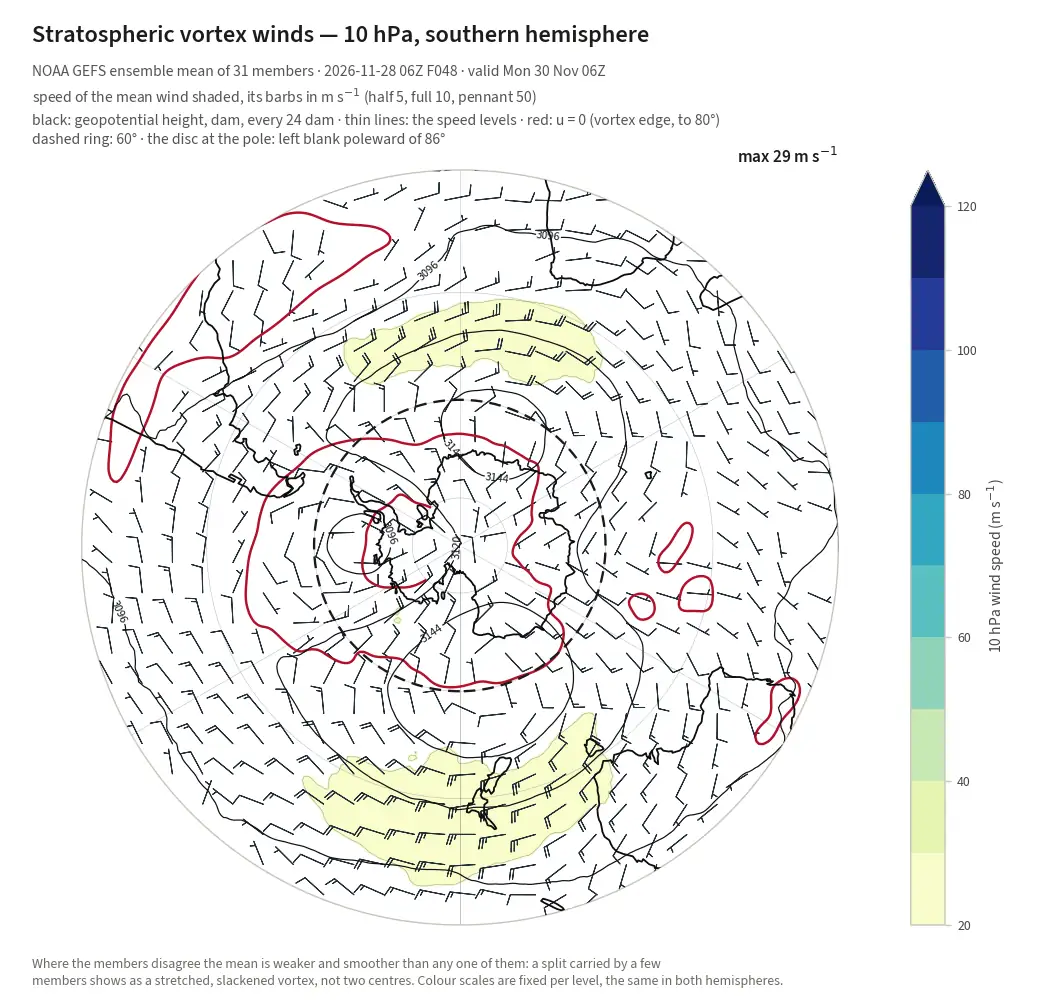 Stratospheric vortex winds — 10 hPa, southern hemisphere
NOAA GEFS ensemble mean of 31 members · 2026-11-28 06Z F048 · valid Mon 30 Nov 06Z
speed of the mean wind shaded, its barbs in m s−1 (half 5, full 10, pennant 50)
black: geopotential height, dam, every 24 dam · thin lines: the speed levels · red: u = 0 (vortex edge, to 80°)
dashed ring: 60° · the disc at the pole: left blank poleward of 86°
max 29 m s−1
120
100
80
60
40
20
10 hPa wind speed (m s−1)
3096
3096
3144
3096
3120
3096
3144
Where the members disagree the mean is weaker and smoother than any one of them: a split carried by a few
members shows as a stretched, slackened vortex, not two centres. Colour scales are fixed per level, the same in both hemispheres.